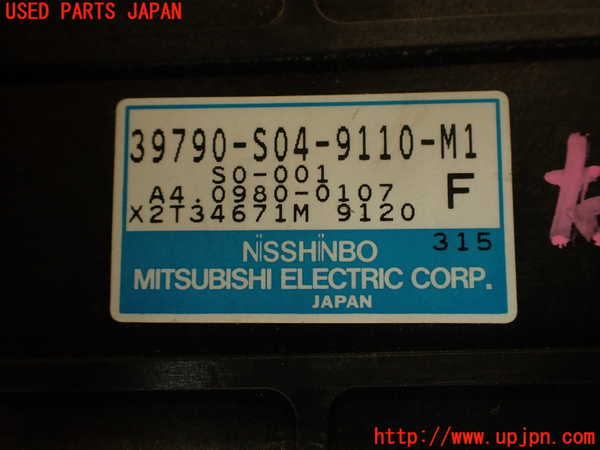 USED PARTS JAPAN
39790-S04-9110-M1
S0-001
A4.0980-0107
F
X2T34671M 9120
315
NISSHINBO
MITSUBISHI ELECTRIC CORP.
JAPAN
http://www.upjpn.com/